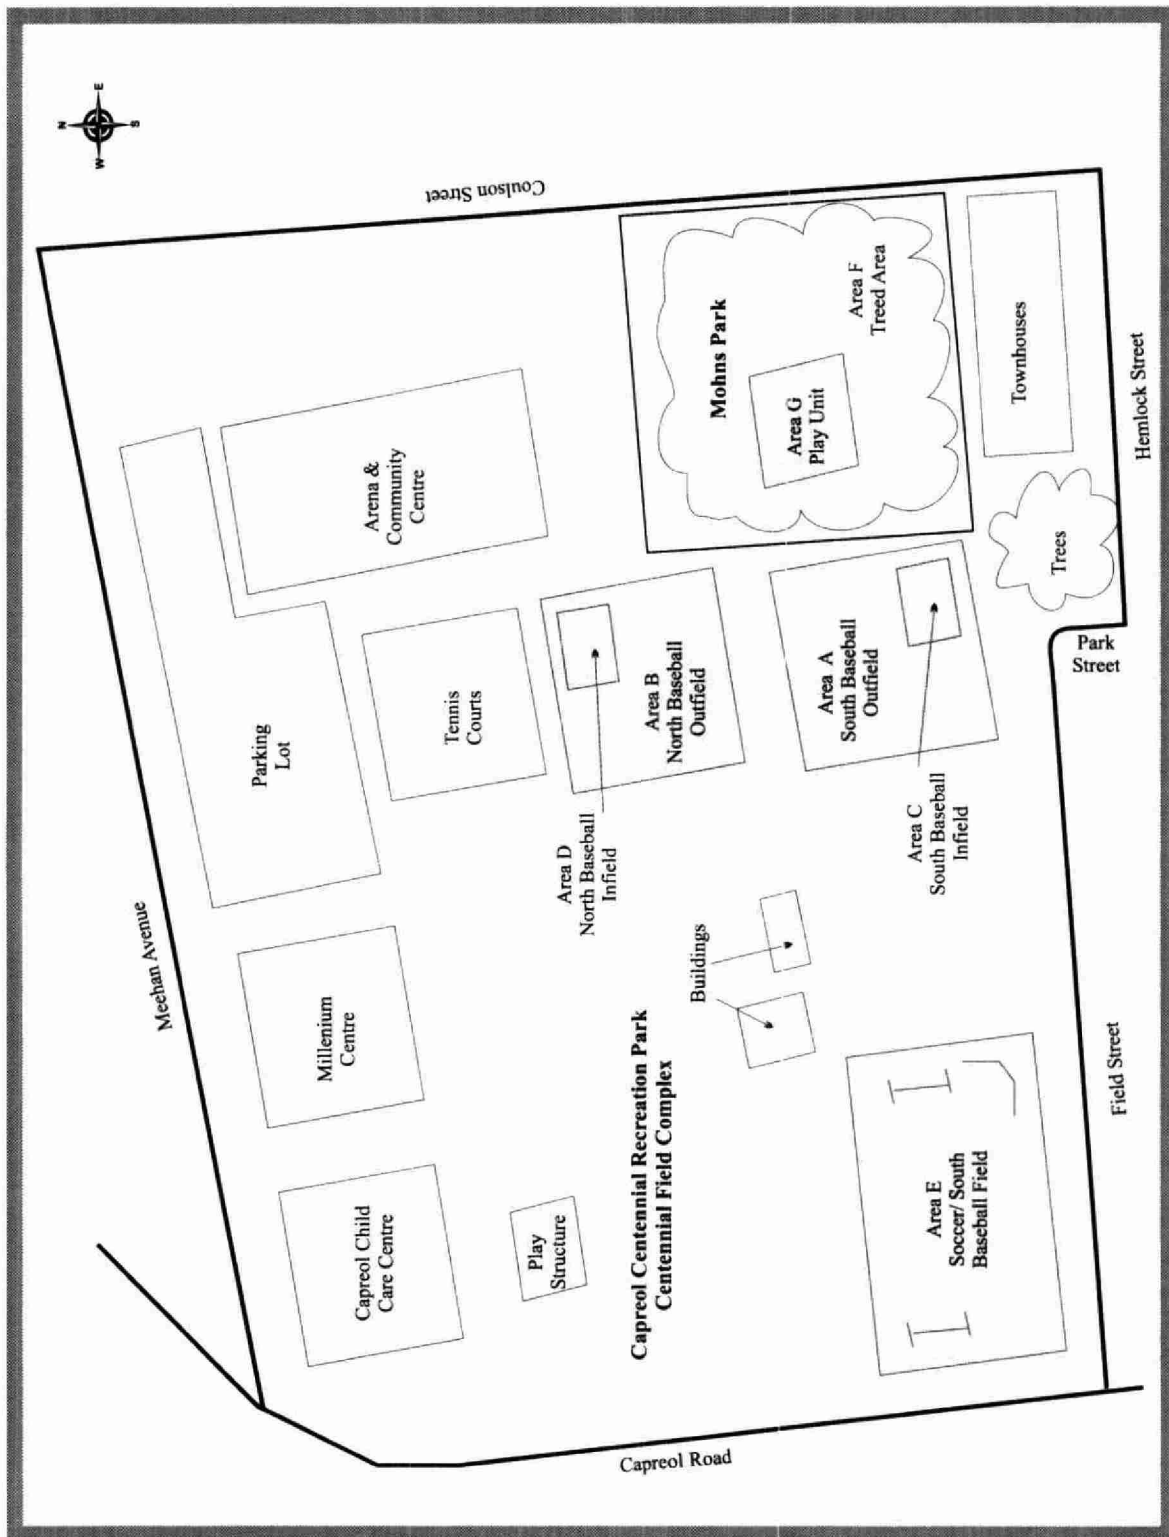 N
E
S
W
Coulson Street
Meehan Avenue
Parking
Lot
Arena &
Community
Centre
Tennis
Courts
Millenium
Centre
Capreol Child
Care Centre
Play
Structure
Capreol Centennial Recreation Park
Centennial Field Complex
Buildings
Area D
North Baseball
Infield
Area B
North Baseball
Outfield
Area A
South Baseball
Outfield
Area C
South Baseball
Infield
Mohns Park
Area G
Play Unit
Area F
Treed Area
Townhouses
Trees
Hemlock Street
Park
Street
Field Street
Area E
Soccer/ South
Baseball Field
Capreol Road